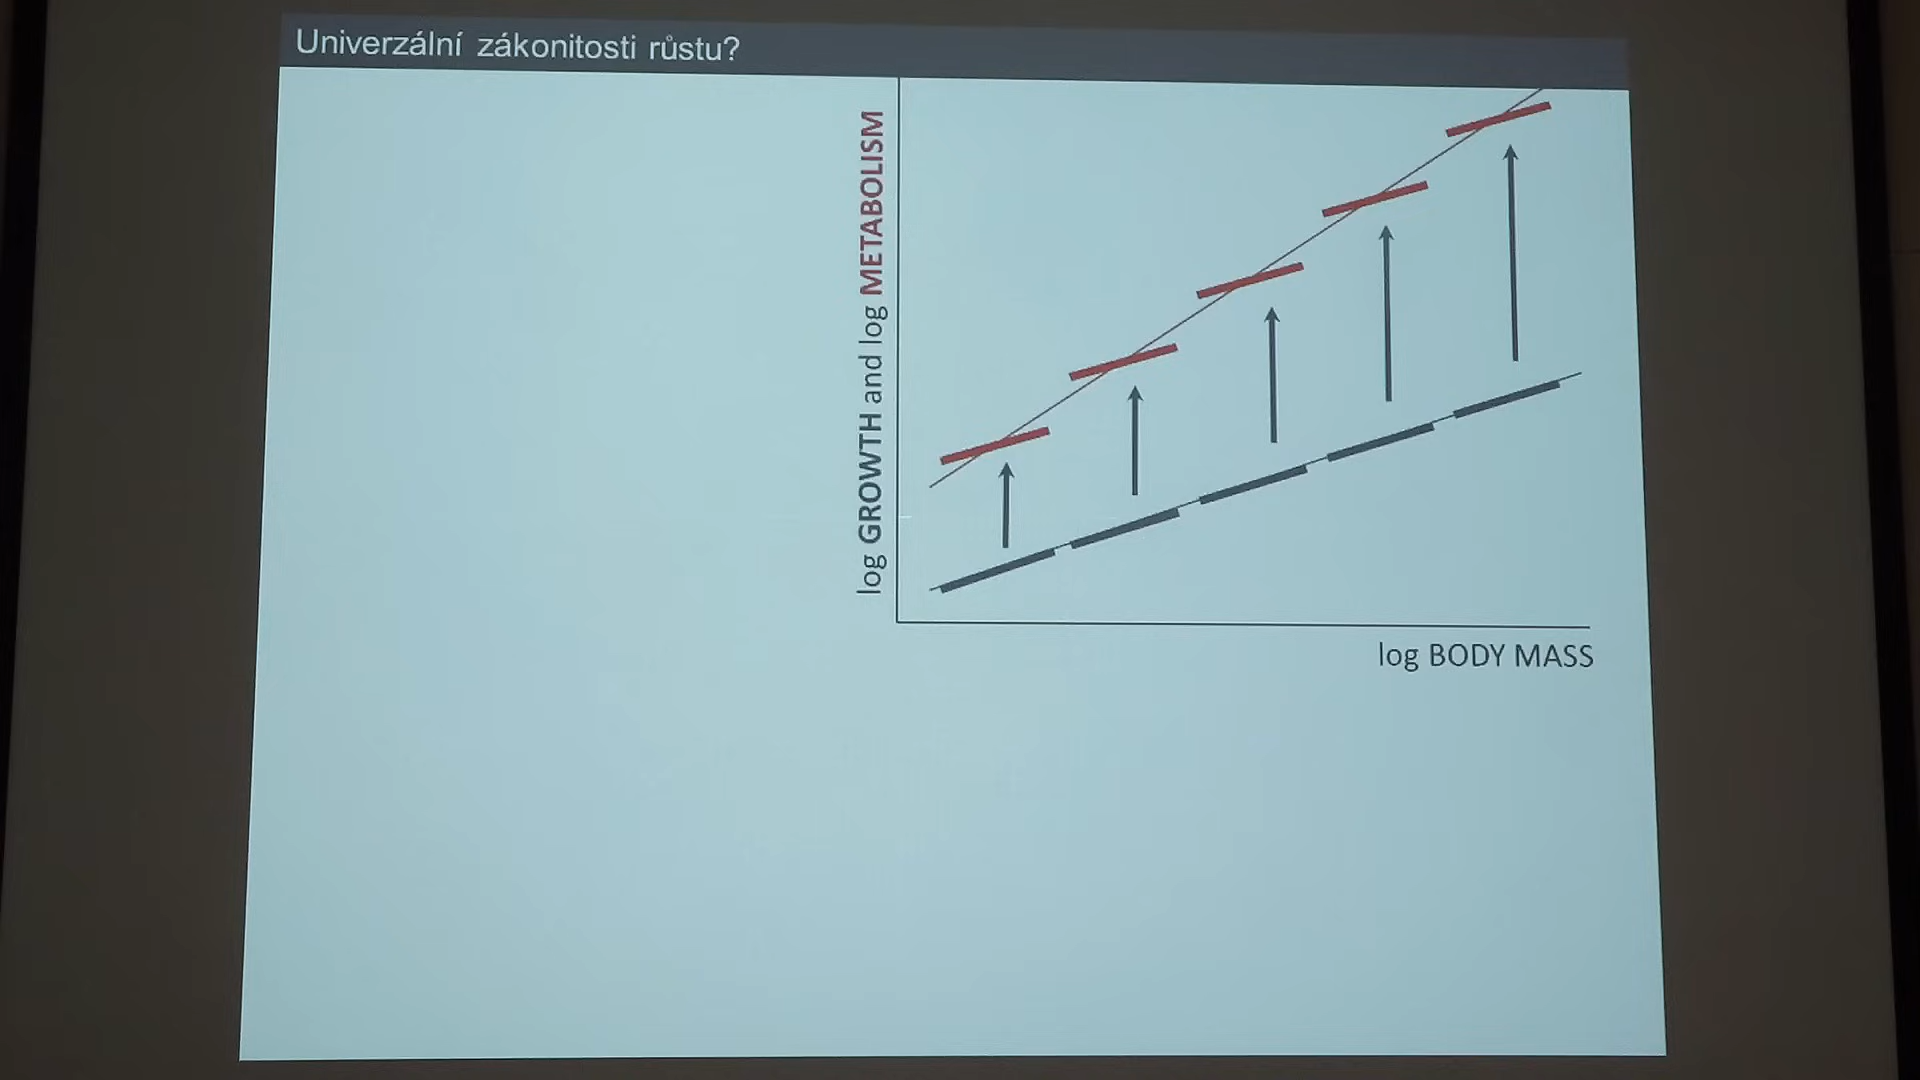 Univerzální zákonitosti růstu?
log GROWTH and log METABOLISM
log BODY MASS